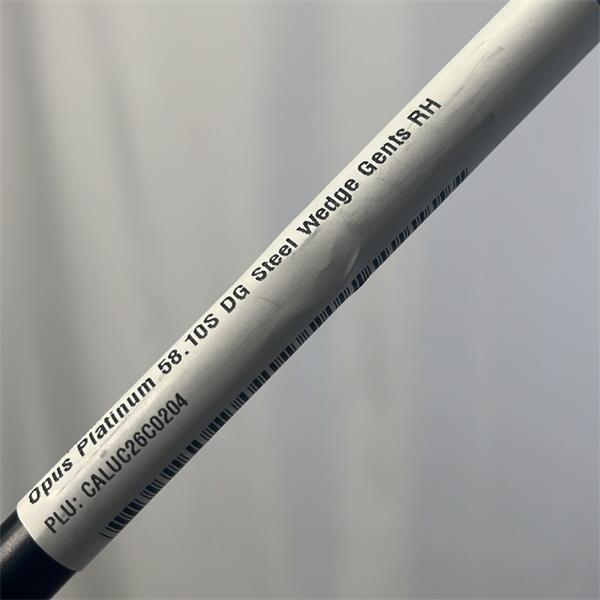 Opus Platinum 58.10S DG Steel Wedge Gents RH
PLU: CALUC26C0204